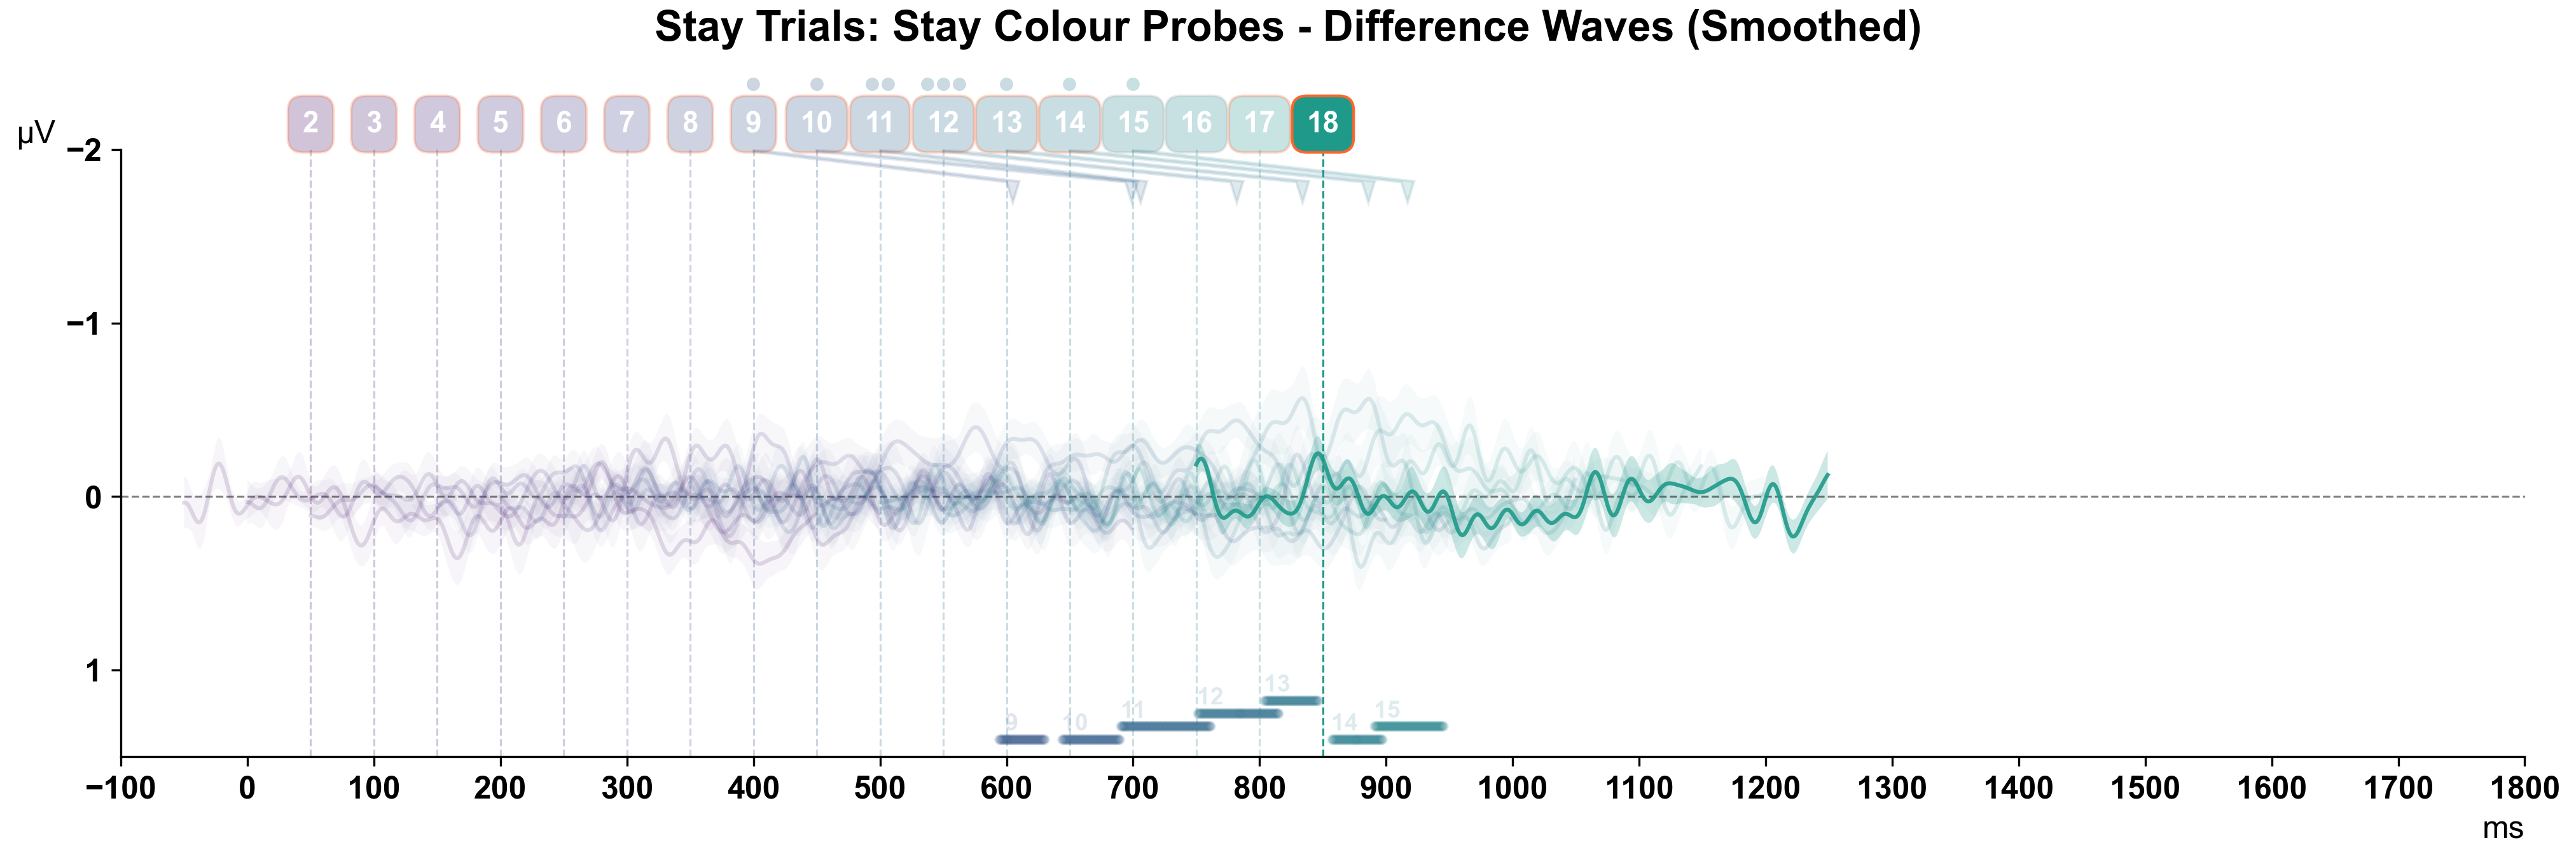 Stay Trials: Stay Colour Probes - Difference Waves (Smoothed)
2 3 4 5 6 7 8 9 10 11 12 13 14 15 16 17 18
µV
−2
−1
0
1
13
12
15
11
9 10 14
−100 0 100 200 300 400 500 600 700 800 900 1000 1100 1200 1300 1400 1500 1600 1700 1800
ms